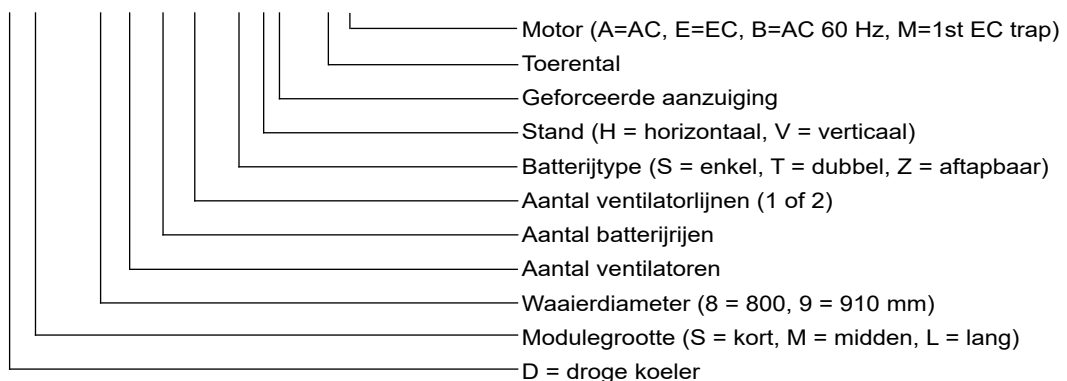 Motor (A=AC, E=EC, B=AC 60 Hz, M=1st EC trap)
Toerental
Geforceerde aanzuiging
Stand (H = horizontaal, V = verticaal)
Batterijtype (S = enkel, T = dubbel, Z = aftapbaar)
Aantal ventilatorlijnen (1 of 2)
Aantal batterijrijen
Aantal ventilatoren
Waaierdiameter (8 = 800, 9 = 910 mm)
Modulegrootte (S = kort, M = midden, L = lang)
D = droge koeler